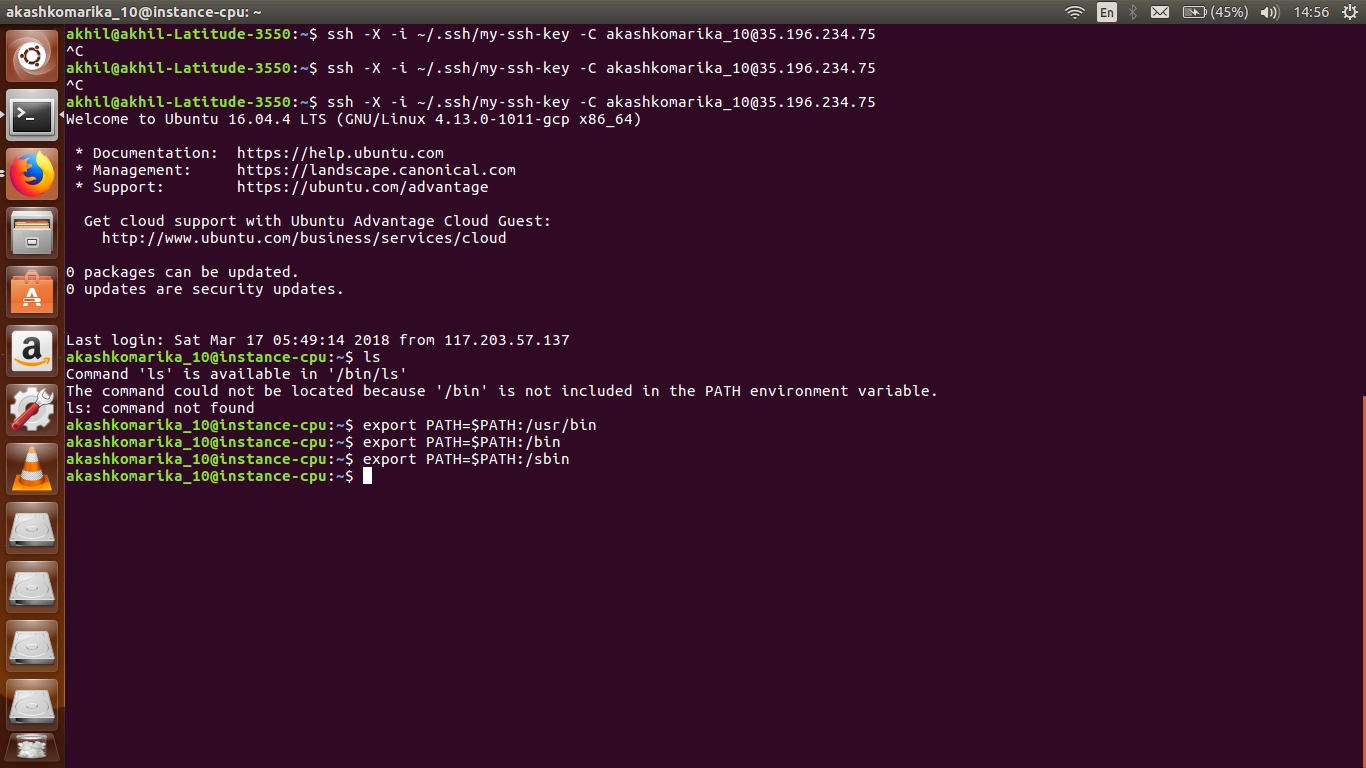 akashkomarika_10@instance-cpu: ~
En
(45%)
14:56
akhil@akhil-Latitude-3550:~$ ssh -X -i ~/.ssh/my-ssh-key -C akashkomarika_10@35.196.234.75
^C
akhil@akhil-Latitude-3550:~$ ssh -X -i ~/.ssh/my-ssh-key -C akashkomarika_10@35.196.234.75
^C
akhil@akhil-Latitude-3550:~$ ssh -X -i ~/.ssh/my-ssh-key -C akashkomarika_10@35.196.234.75
Welcome to Ubuntu 16.04.4 LTS (GNU/Linux 4.13.0-1011-gcp x86_64)
* Documentation:  https://help.ubuntu.com
* Management:     https://landscape.canonical.com
* Support:        https://ubuntu.com/advantage
Get cloud support with Ubuntu Advantage Cloud Guest:
http://www.ubuntu.com/business/services/cloud
0 packages can be updated.
0 updates are security updates.
Last login: Sat Mar 17 05:49:14 2018 from 117.203.57.137
akashkomarika_10@instance-cpu:~$ ls
Command 'ls' is available in '/bin/ls'
The command could not be located because '/bin' is not included in the PATH environment variable.
ls: command not found
akashkomarika_10@instance-cpu:~$ export PATH=$PATH:/usr/bin
akashkomarika_10@instance-cpu:~$ export PATH=$PATH:/bin
akashkomarika_10@instance-cpu:~$ export PATH=$PATH:/sbin
akashkomarika_10@instance-cpu:~$